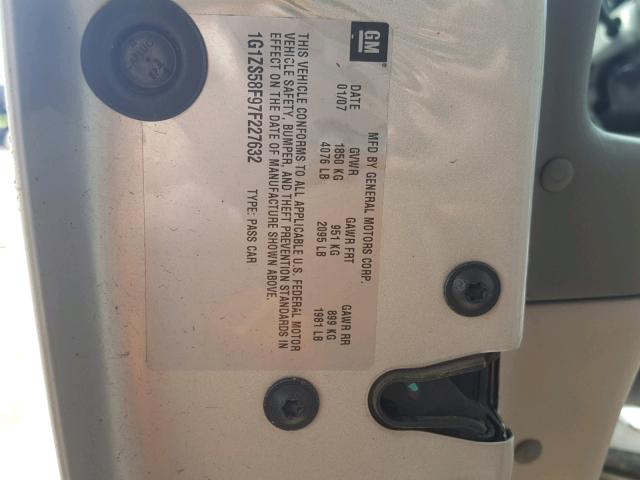 GM
MFD BY GENERAL MOTORS CORP.
DATE GVWR GAWR FRT GAWR RR
01/07 1850 KG 951 KG 899 KG
4076 LB 2095 LB 1981 LB
THIS VEHICLE CONFORMS TO ALL APPLICABLE U.S. FEDERAL MOTOR
VEHICLE SAFETY, BUMPER, AND THEFT PREVENTION STANDARDS IN
EFFECT ON THE DATE OF MANUFACTURE SHOWN ABOVE.
1G1ZS58F97F227632 TYPE: PASS CAR